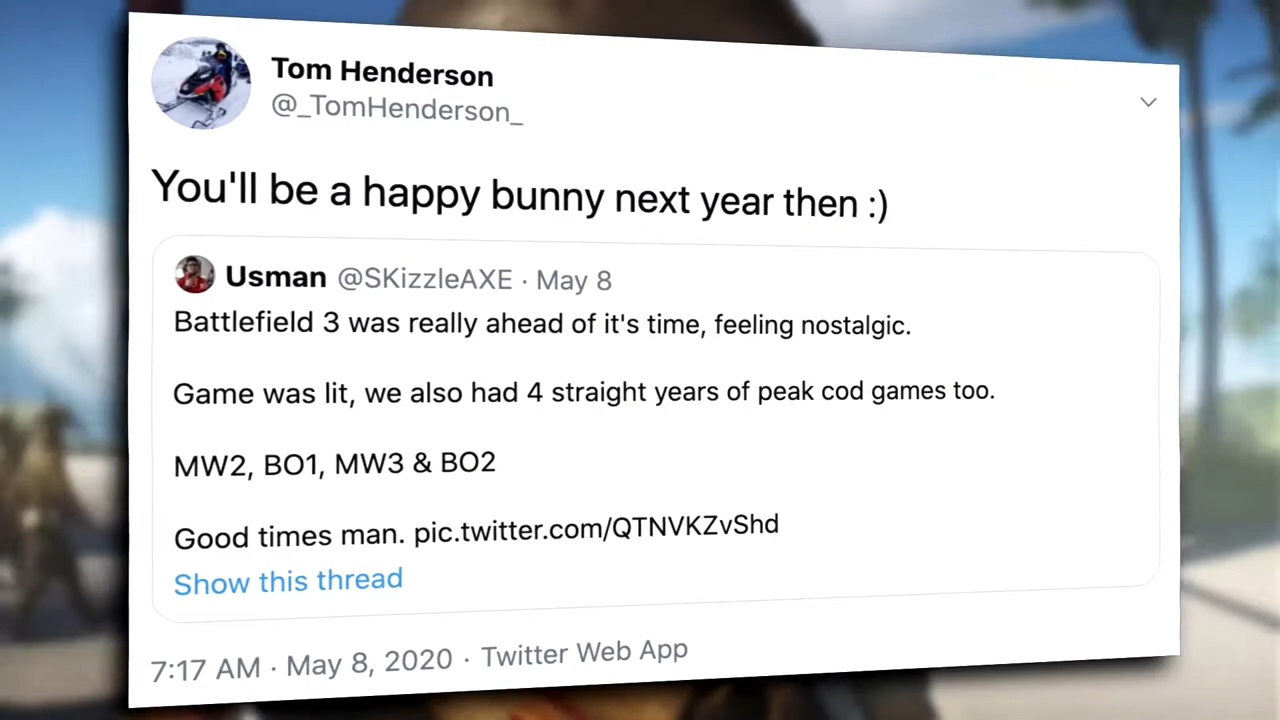 Tom Henderson
@_TomHenderson_
You'll be a happy bunny next year then :)
Usman @SKizzleAXE · May 8
Battlefield 3 was really ahead of it's time, feeling nostalgic.
Game was lit, we also had 4 straight years of peak cod games too.
MW2, BO1, MW3 & BO2
Good times man. pic.twitter.com/QTNVKZvShd
Show this thread
7:17 AM · May 8, 2020 · Twitter Web App